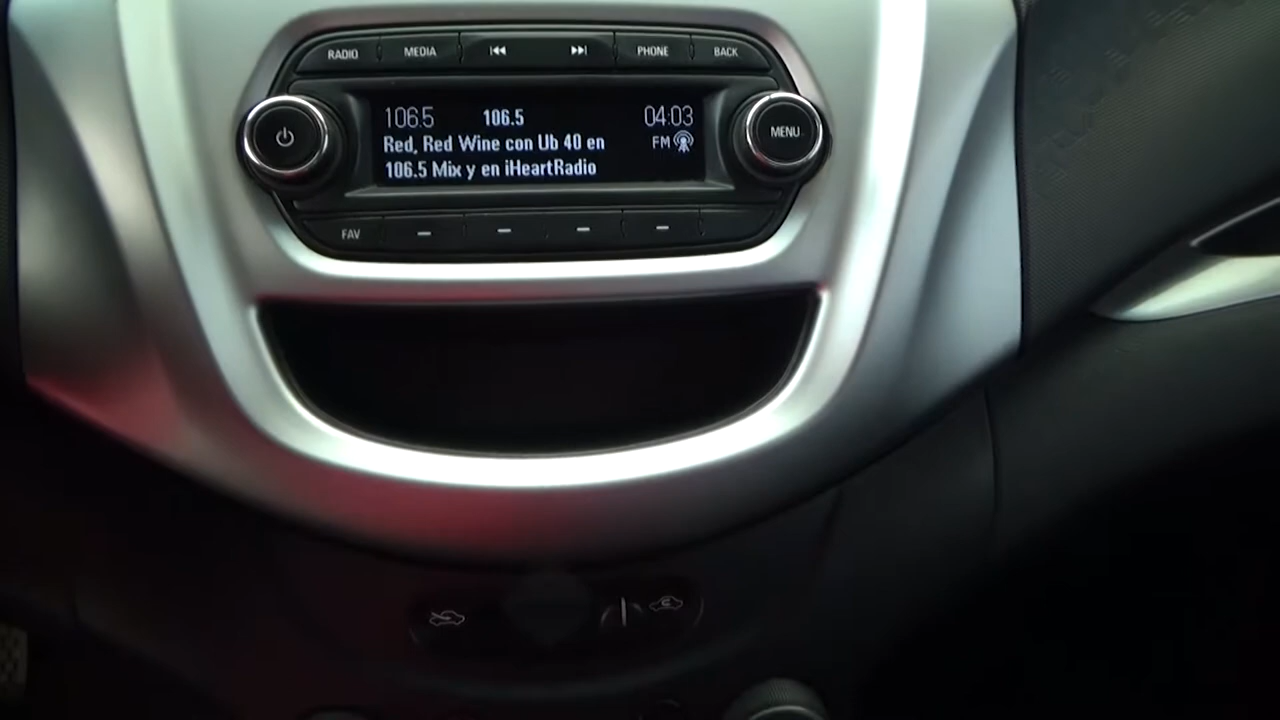 RADIO MEDIA PHONE BACK
106.5 106.5 04:03
Red, Red Wine con Ub 40 en FM
106.5 Mix y en iHeartRadio
MENU
FAV